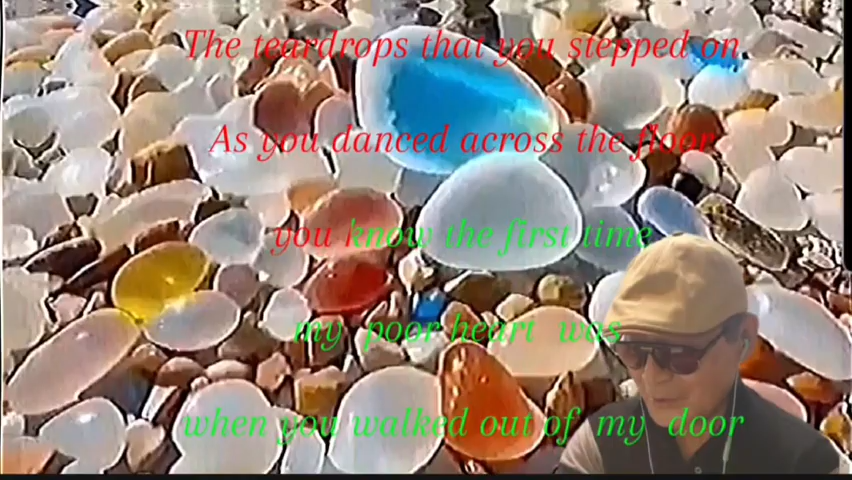 The teardrops that you stepped on
As you danced across the floor
you know the first time
my poor heart was
when you walked out of my door